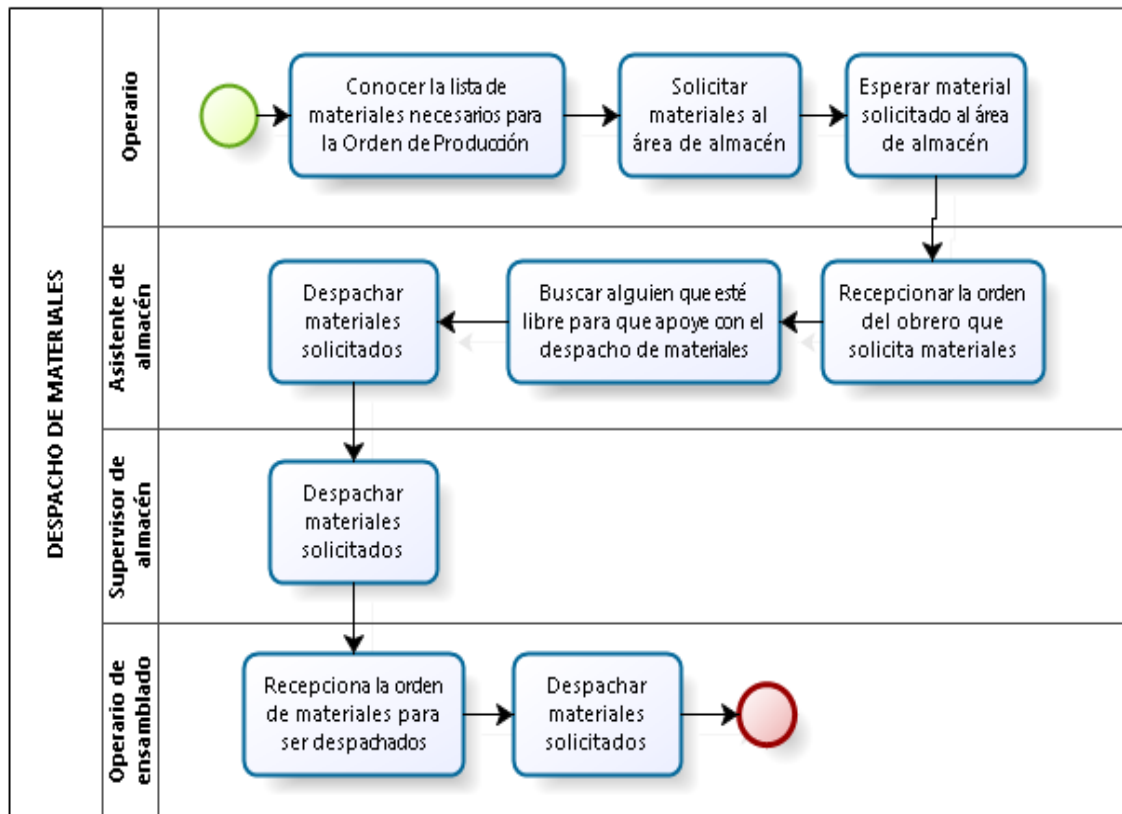 DESPACHO DE MATERIALES
Operario
Conocer la lista de
materiales necesarios para
la Orden de Producción
Solicitar
materiales al
área de almacén
Esperar material
solicitado al área
de almacén
Asistente de
almacén
Despachar
materiales
solicitados
Buscar alguien que esté
libre para que apoye con el
despacho de materiales
Recepcionar la orden
del obrero que
solicita materiales
Supervisor de
almacén
Despachar
materiales
solicitados
Operario de
ensamblado
Recepciona la orden
de materiales para
ser despachados
Despachar
materiales
solicitados